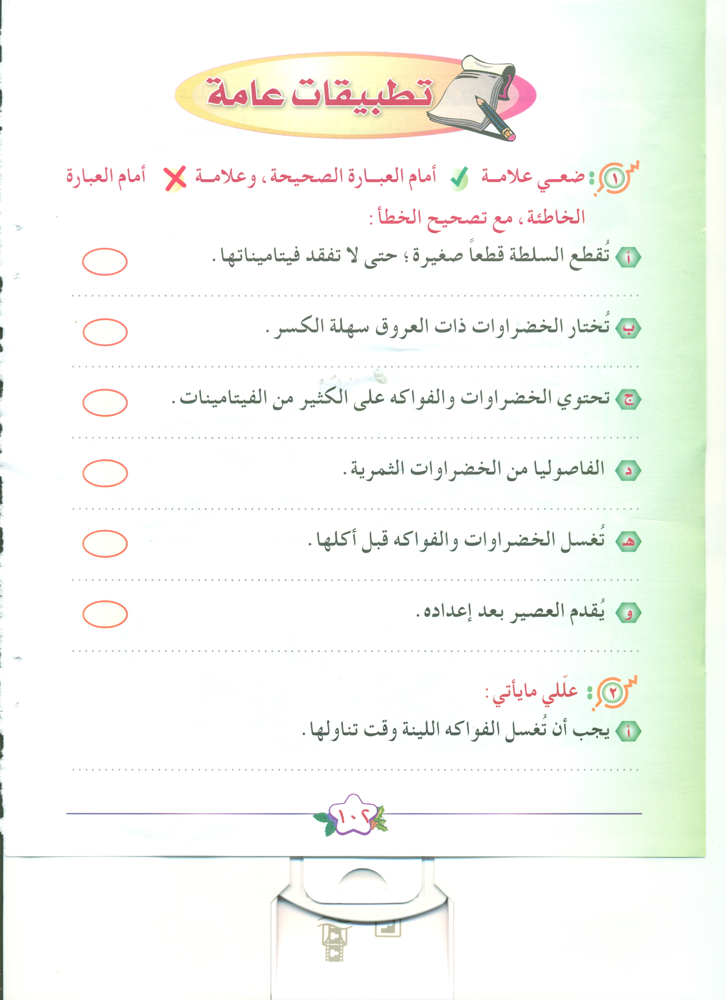 تطبيقات عامة
س١: ضعي علامة ✓ أمام العبارة الصحيحة، وعلامة ✗ أمام العبارة
الخاطئة، مع تصحيح الخطأ:
أ تُقطع السلطة قطعاً صغيرة؛ حتى لا تفقد فيتاميناتها.
ب تُختار الخضراوات ذات العروق سهلة الكسر.
ج تحتوي الخضراوات والفواكه على الكثير من الفيتامينات.
د الفاصوليا من الخضراوات الثمرية.
هـ تُغسل الخضراوات والفواكه قبل أكلها.
و يُقدم العصير بعد إعداده.
س٢: علّلي مايأتي:
أ يجب أن تُغسل الفواكه اللينة وقت تناولها.
١٠٢